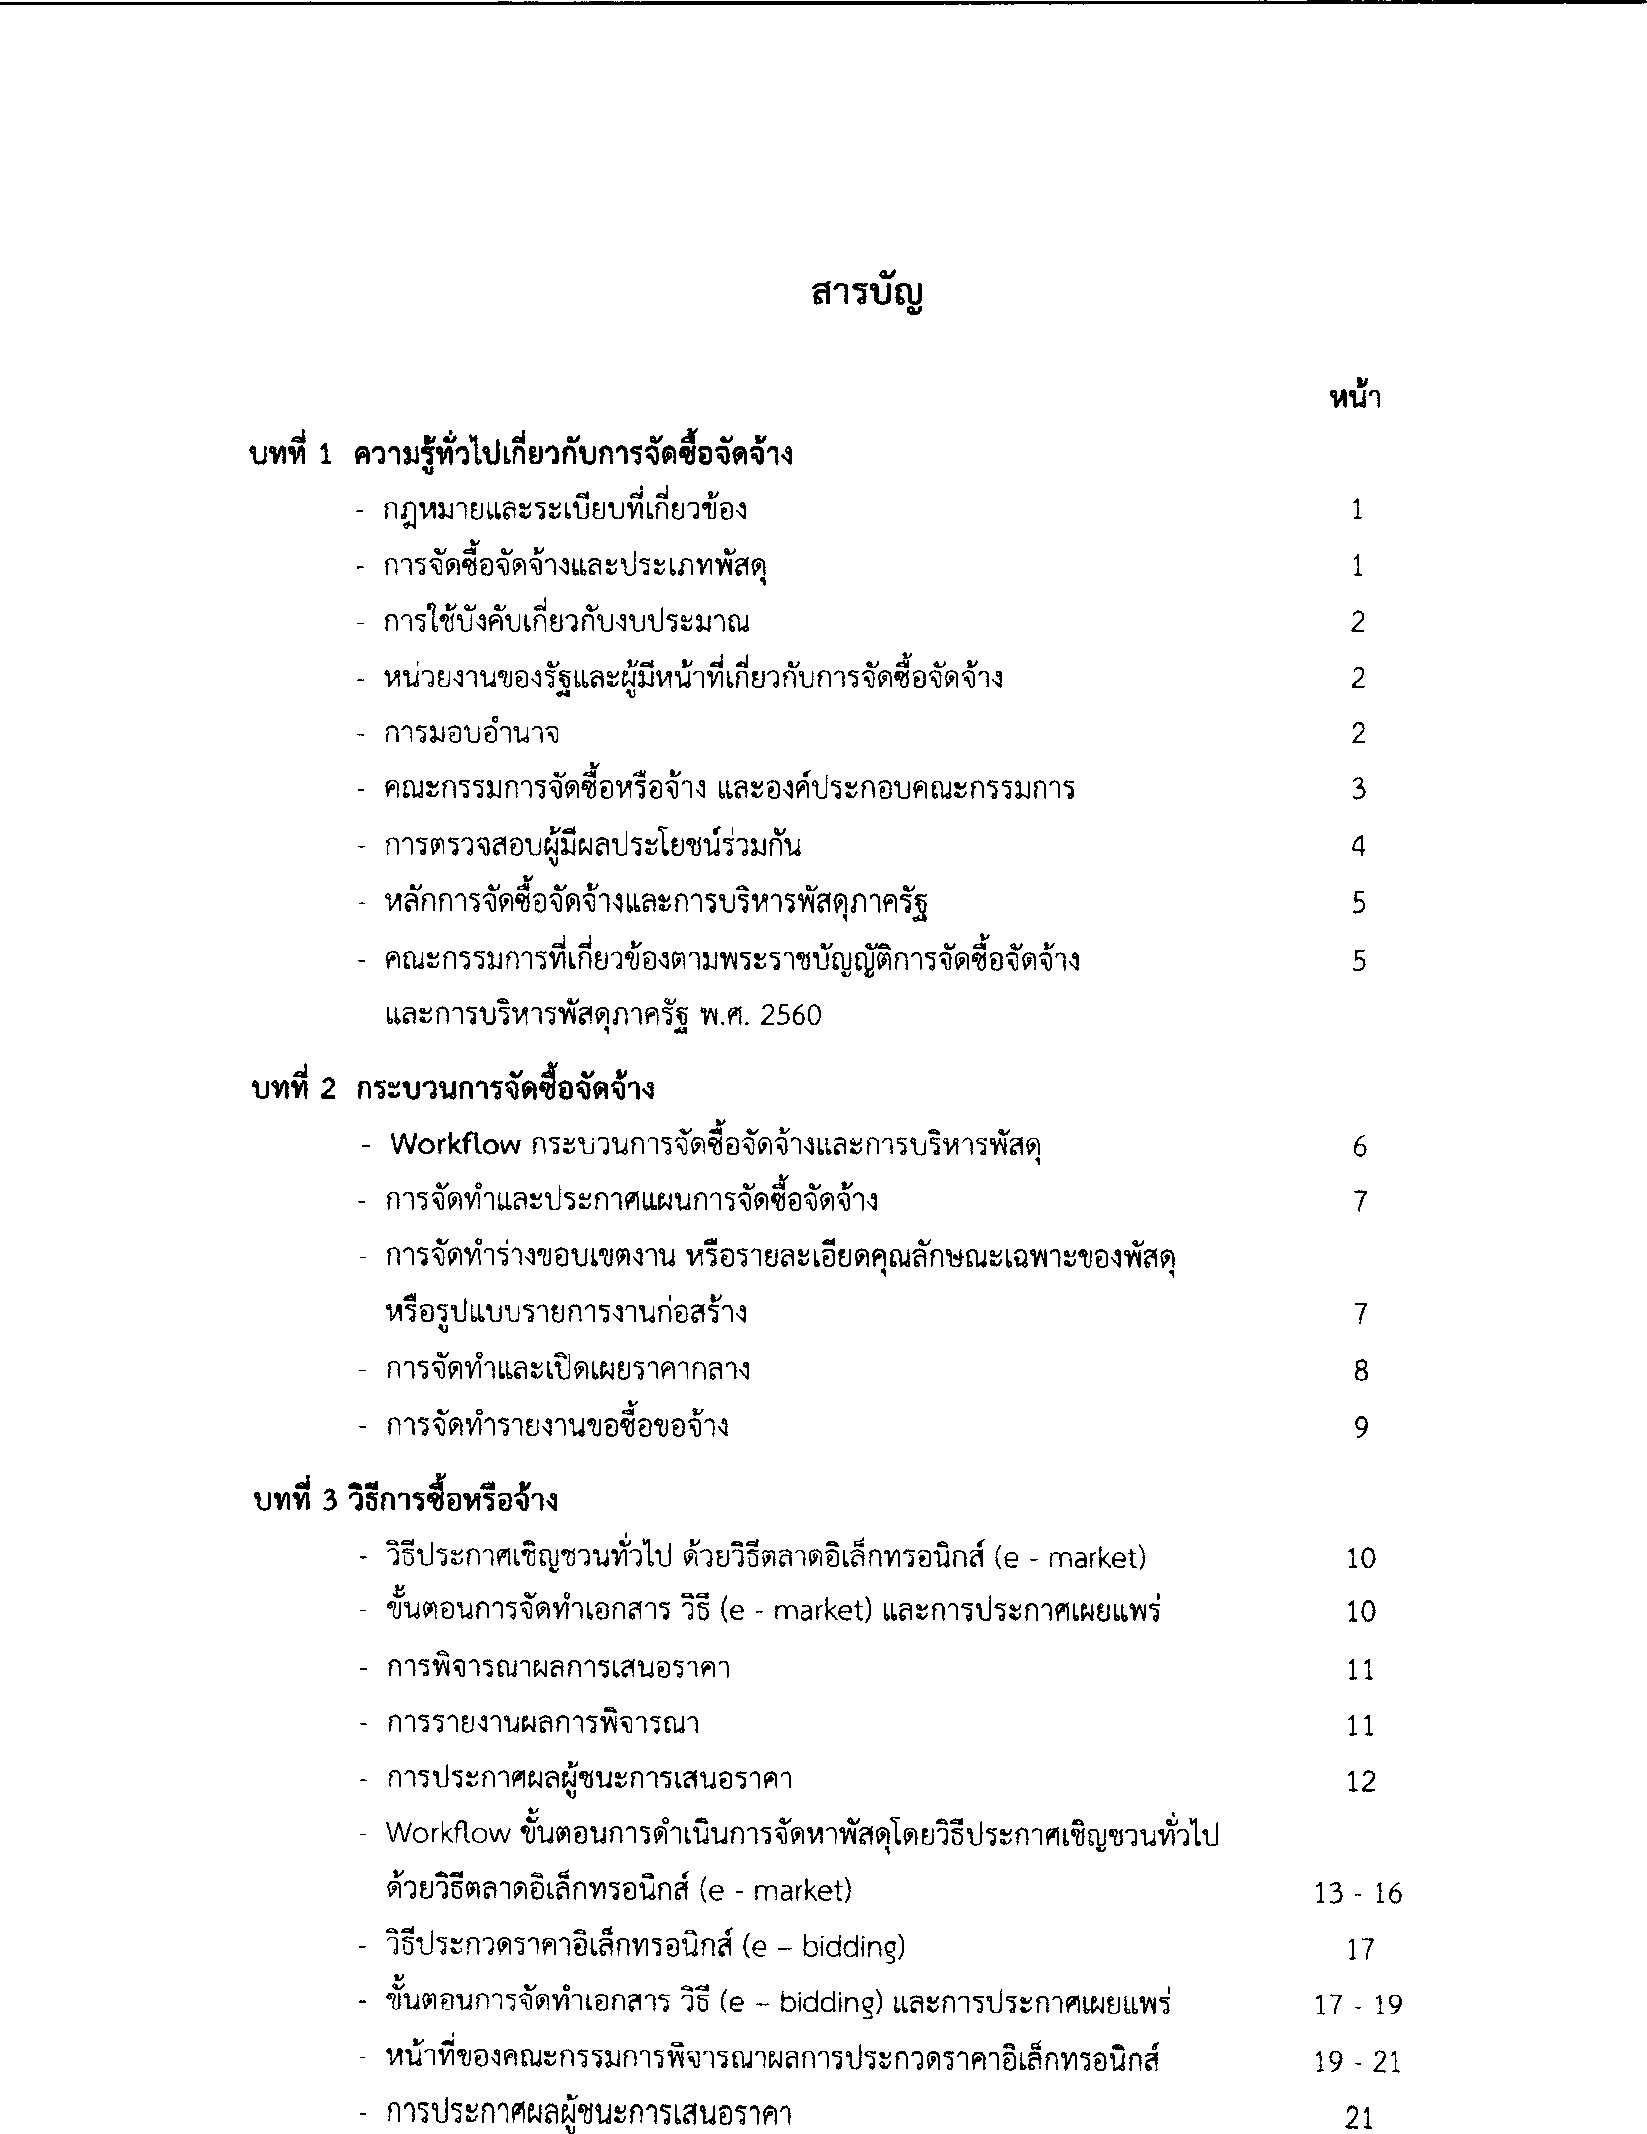 สารบัญ
หน้า
บทที่ 1 ความรู้ทั่วไปเกี่ยวกับการจัดซื้อจัดจ้าง
- กฎหมายและระเบียบที่เกี่ยวข้อง 1
- การจัดซื้อจัดจ้างและประเภทพัสดุ 1
- การใช้บังคับเกี่ยวกับงบประมาณ 2
- หน่วยงานของรัฐและผู้มีหน้าที่เกี่ยวกับการจัดซื้อจัดจ้าง 2
- การมอบอำนาจ 2
- คณะกรรมการจัดซื้อหรือจ้าง และองค์ประกอบคณะกรรมการ 3
- การตรวจสอบผู้มีผลประโยชน์ร่วมกัน 4
- หลักการจัดซื้อจัดจ้างและการบริหารพัสดุภาครัฐ 5
- คณะกรรมการที่เกี่ยวข้องตามพระราชบัญญัติการจัดซื้อจัดจ้าง 5
และการบริหารพัสดุภาครัฐ พ.ศ. 2560
บทที่ 2 กระบวนการจัดซื้อจัดจ้าง
- Workflow กระบวนการจัดซื้อจัดจ้างและการบริหารพัสดุ 6
- การจัดทำและประกาศแผนการจัดซื้อจัดจ้าง 7
- การจัดทำร่างขอบเขตงาน หรือรายละเอียดคุณลักษณะเฉพาะของพัสดุ
หรือรูปแบบรายการงานก่อสร้าง 7
- การจัดทำและเปิดเผยราคากลาง 8
- การจัดทำรายงานขอซื้อขอจ้าง 9
บทที่ 3 วิธีการซื้อหรือจ้าง
- วิธีประกาศเชิญชวนทั่วไป ด้วยวิธีตลาดอิเล็กทรอนิกส์ (e - market) 10
- ขั้นตอนการจัดทำเอกสาร วิธี (e - market) และการประกาศเผยแพร่ 10
- การพิจารณาผลการเสนอราคา 11
- การรายงานผลการพิจารณา 11
- การประกาศผลผู้ชนะการเสนอราคา 12
- Workflow ขั้นตอนการดำเนินการจัดหาพัสดุโดยวิธีประกาศเชิญชวนทั่วไป
ด้วยวิธีตลาดอิเล็กทรอนิกส์ (e - market) 13 - 16
- วิธีประกวดราคาอิเล็กทรอนิกส์ (e – bidding) 17
- ขั้นตอนการจัดทำเอกสาร วิธี (e – bidding) และการประกาศเผยแพร่ 17 - 19
- หน้าที่ของคณะกรรมการพิจารณาผลการประกวดราคาอิเล็กทรอนิกส์ 19 - 21
- การประกาศผลผู้ชนะการเสนอราคา 21